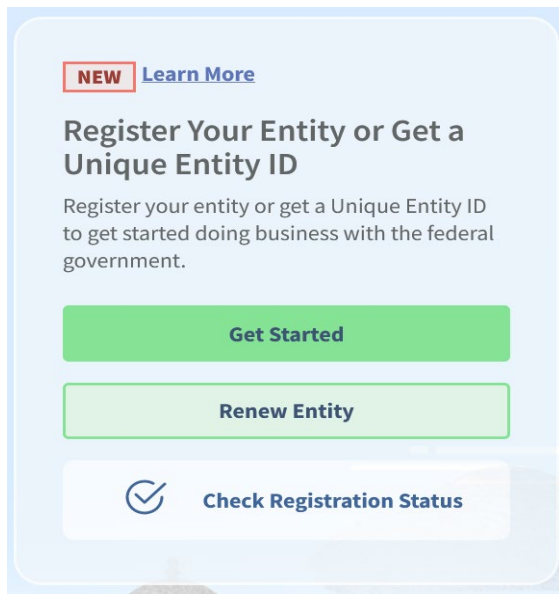 NEW Learn More
Register Your Entity or Get a
Unique Entity ID
Register your entity or get a Unique Entity ID
to get started doing business with the federal
government.
Get Started
Renew Entity
Check Registration Status